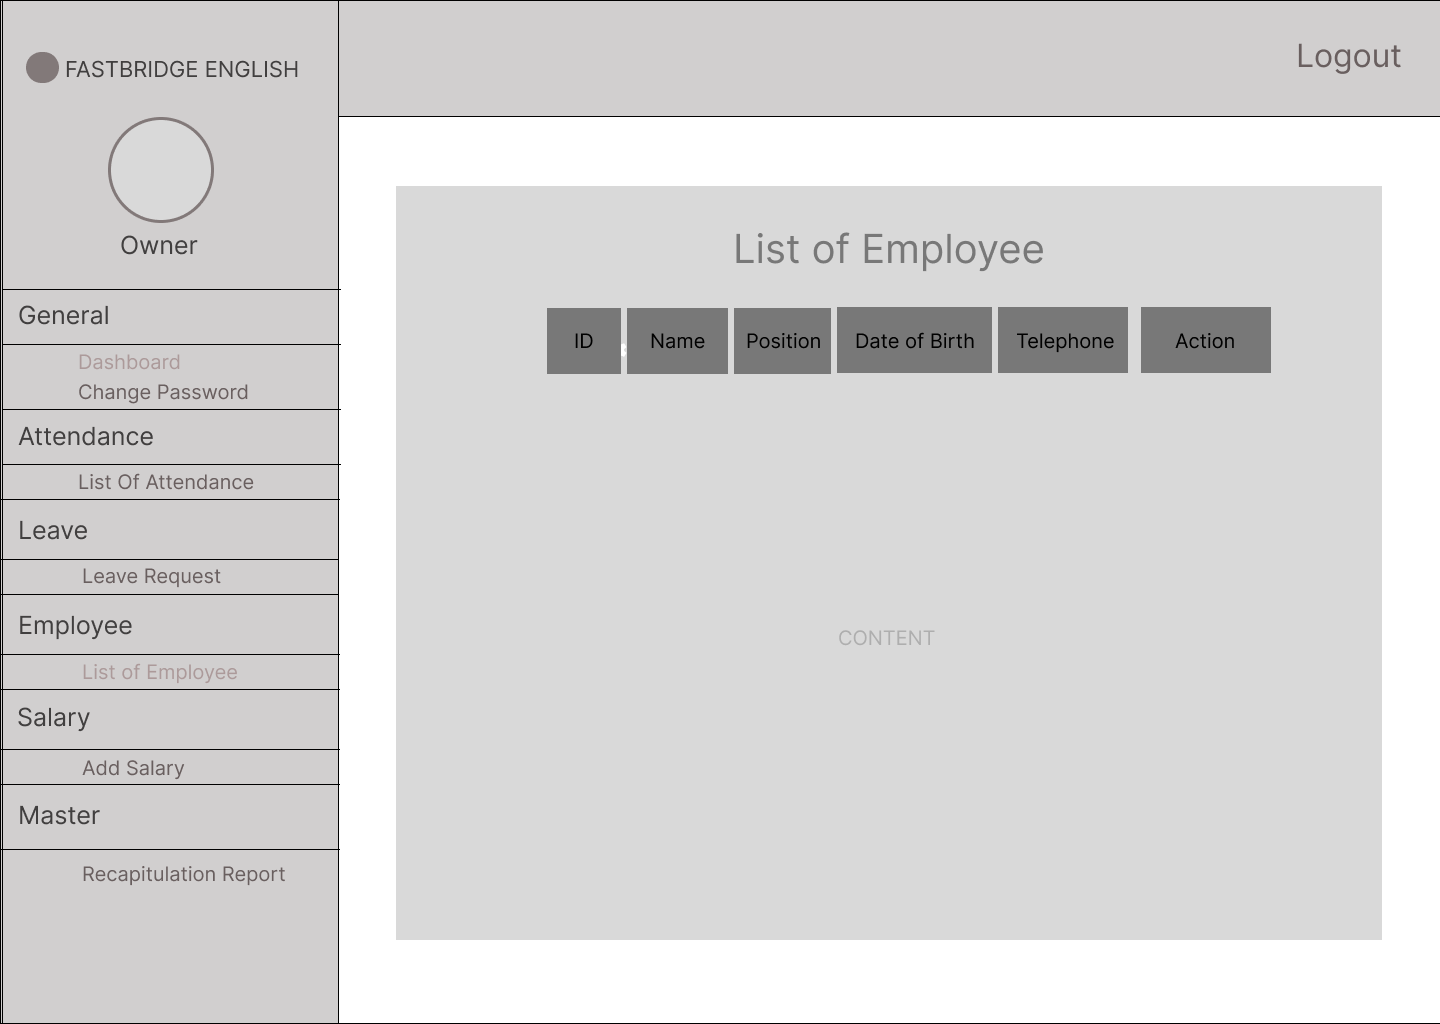 FASTBRIDGE ENGLISH
Owner
General
Dashboard
Change Password
Attendance
List Of Attendance
Leave
Leave Request
Employee
List of Employee
Salary
Add Salary
Master
Recapitulation Report
Logout
List of Employee
ID Name Position Date of Birth Telephone Action
CONTENT